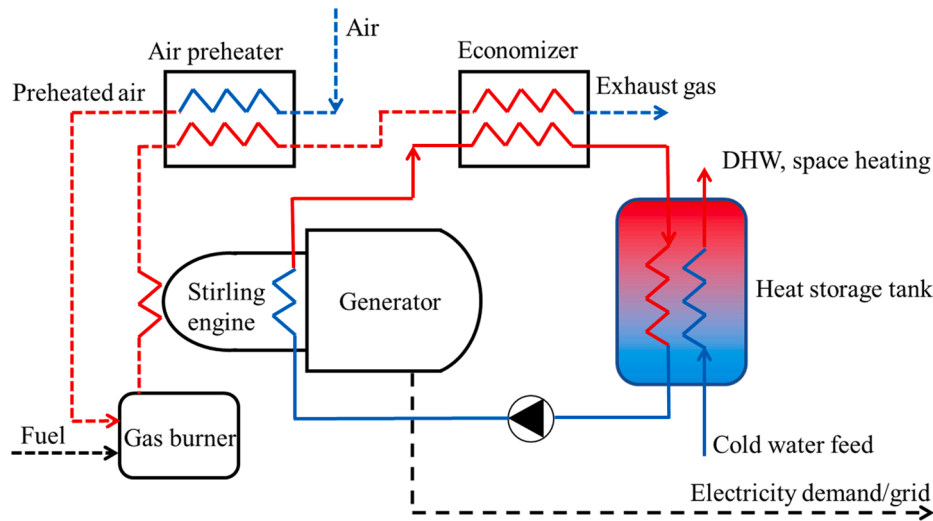 Air
Air preheater
Economizer
Preheated air
Exhaust gas
DHW, space heating
Stirling
engine
Generator
Heat storage tank
Fuel
Gas burner
Cold water feed
Electricity demand/grid